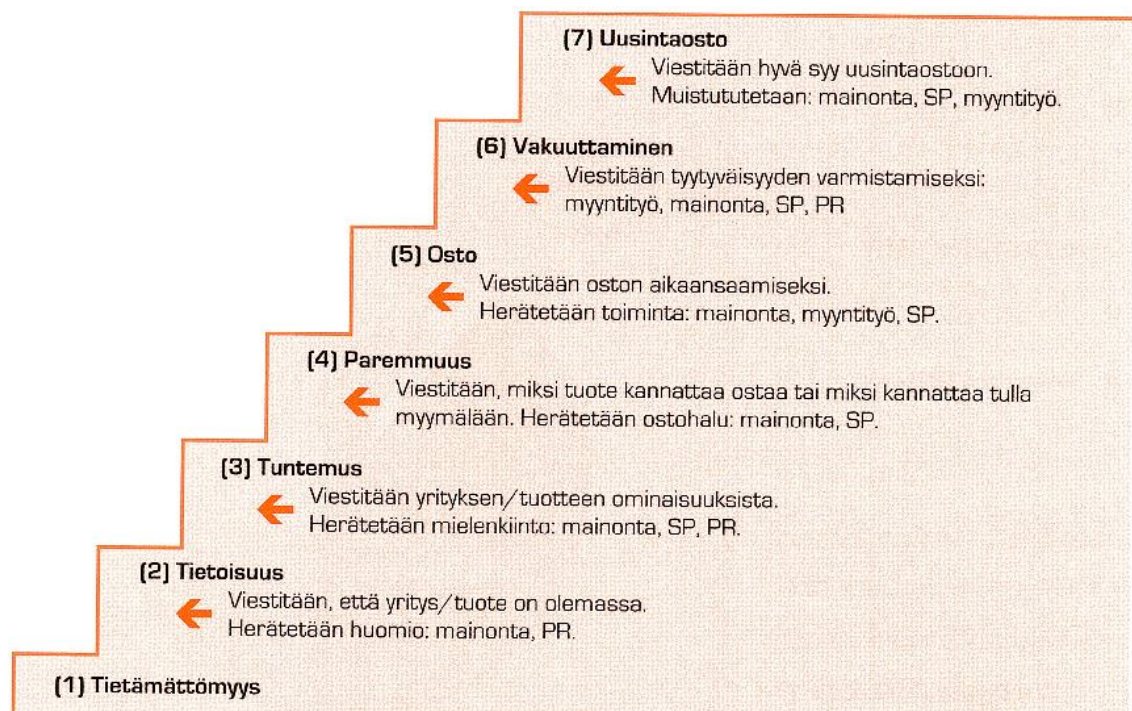 (7) Uusintaosto
Viestitään hyvä syy uusintaostoon.
Muistututetaan: mainonta, SP, myyntityö.
(6) Vakuuttaminen
Viestitään tyytyväisyyden varmistamiseksi:
myyntityö, mainonta, SP, PR
(5) Osto
Viestitään oston aikaansaamiseksi.
Herätetään toiminta: mainonta, myyntityö, SP.
(4) Paremmuus
Viestitään, miksi tuote kannattaa ostaa tai miksi kannattaa tulla
myymälään. Herätetään ostohalu: mainonta, SP.
(3) Tuntemus
Viestitään yrityksen/tuotteen ominaisuuksista.
Herätetään mielenkiinto: mainonta, SP, PR.
(2) Tietoisuus
Viestitään, että yritys/tuote on olemassa.
Herätetään huomio: mainonta, PR.
(1) Tietämättömyys